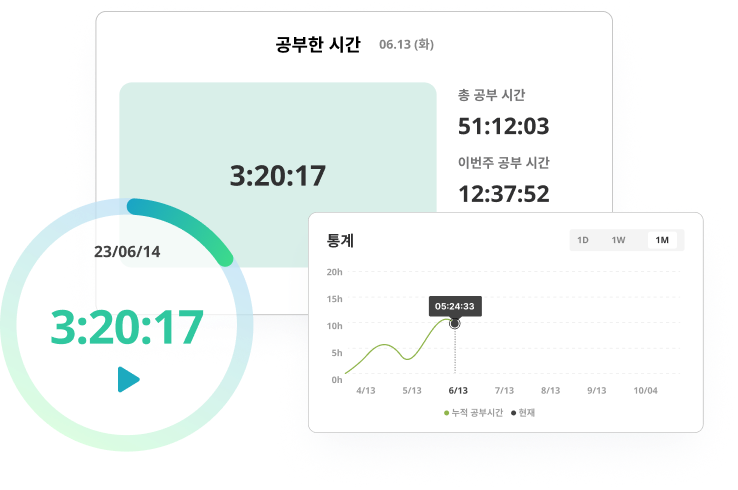 공부한 시간 06.13 (화)
총 공부 시간
51:12:03
3:20:17
이번주 공부 시간
12:37:52
23/06/14
3:20:17
통계
1D 1W 1M
20h
15h
10h
5h
0h
05:24:33
4/13 5/13 6/13 7/13 8/13 9/13 10/04
누적 공부시간 현재